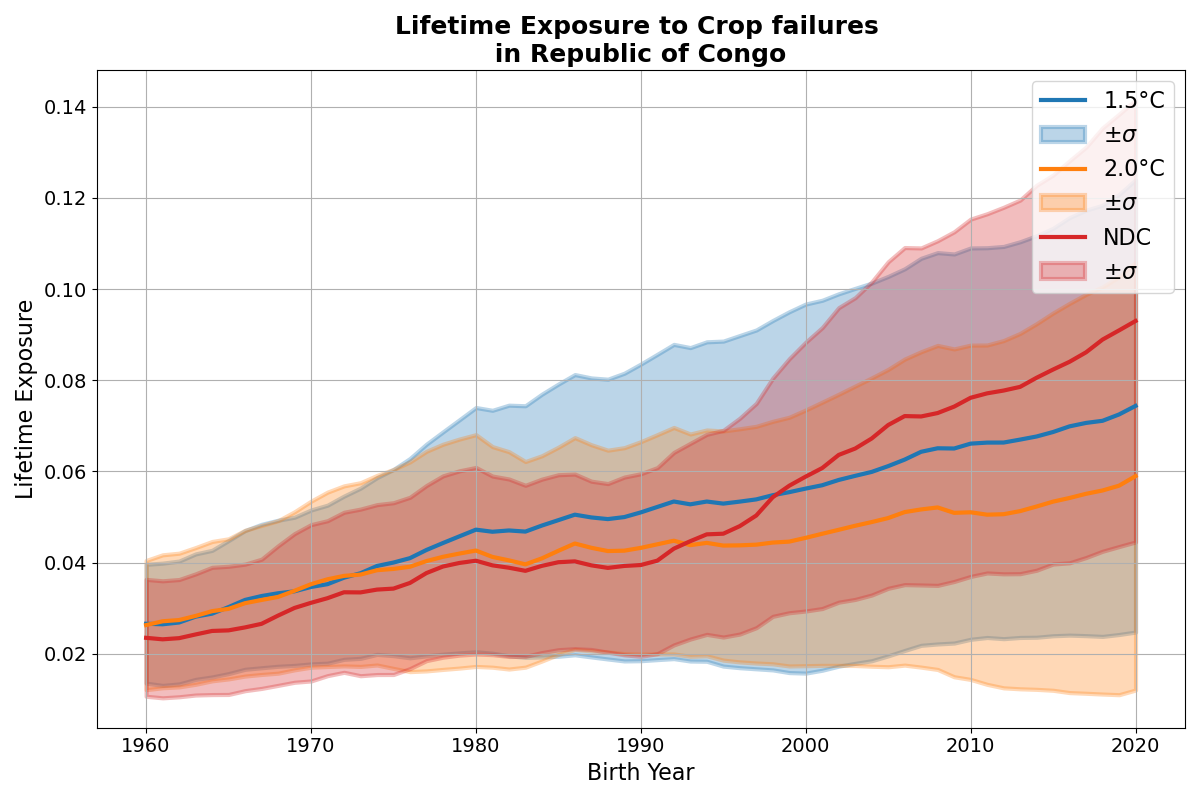 Lifetime Exposure to Crop failures
in Republic of Congo
0.14
0.12
0.10
0.08
0.06
0.04
0.02
Lifetime Exposure
1960
1970
1980
1990
2000
2010
2020
Birth Year
1.5°C
±σ
2.0°C
±σ
NDC
±σ